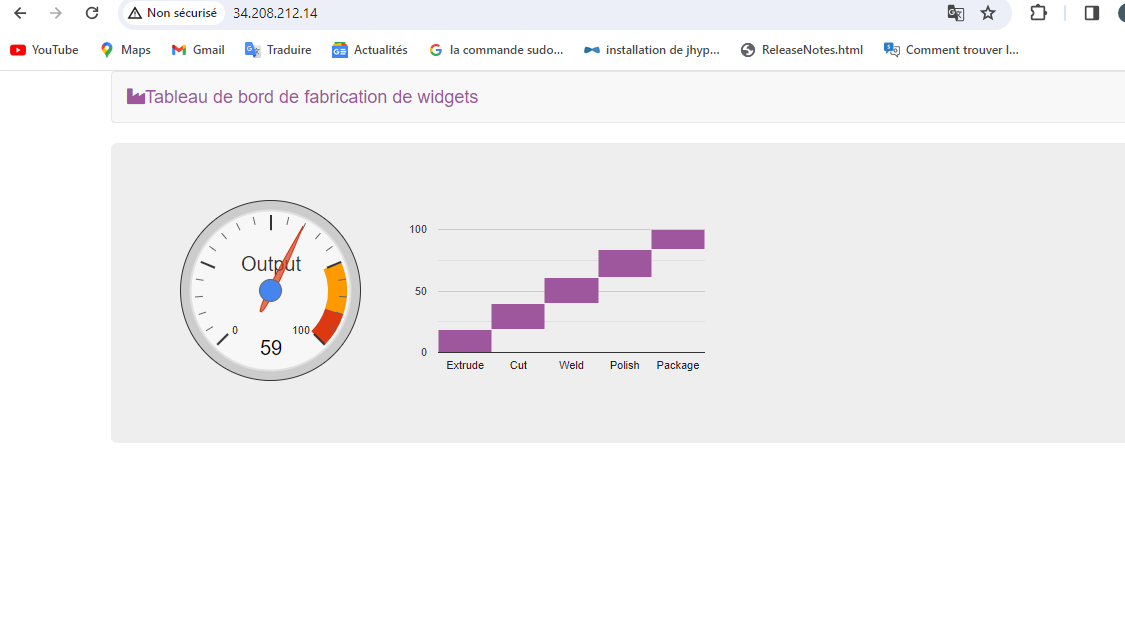 Non sécurisé 34.208.212.14
YouTube Maps Gmail Traduire Actualités la commande sudo... installation de jhyp... ReleaseNotes.html Comment trouver l...
Tableau de bord de fabrication de widgets
Output
0 100
59
100
50
0
Extrude Cut Weld Polish Package